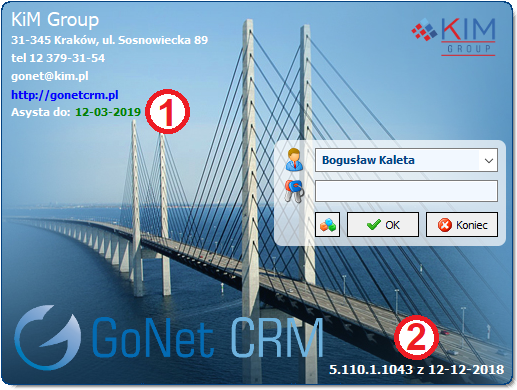 KiM Group
31-345 Kraków, ul. Sosnowiecka 89
tel 12 379-31-54
gonet@kim.pl
http://gonetcrm.pl
Asysta do: 12-03-2019
1
KIM
GROUP
Bogusław Kaleta
OK
Koniec
GoNet CRM
2
5.110.1.1043 z 12-12-2018